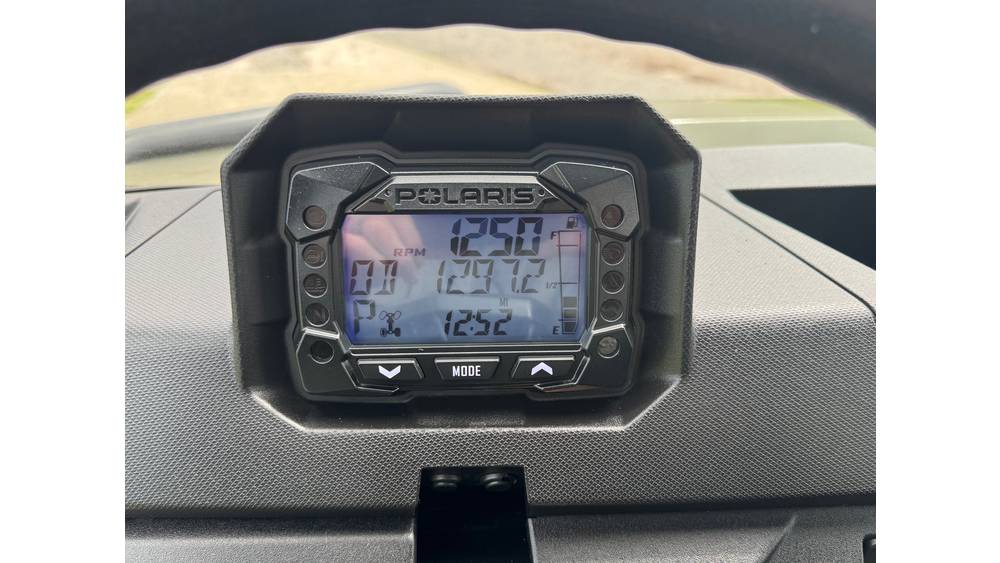 POLARIS
RPM 1250 F
OD 1297.2 1/2
MI
P 12:52 E
MODE